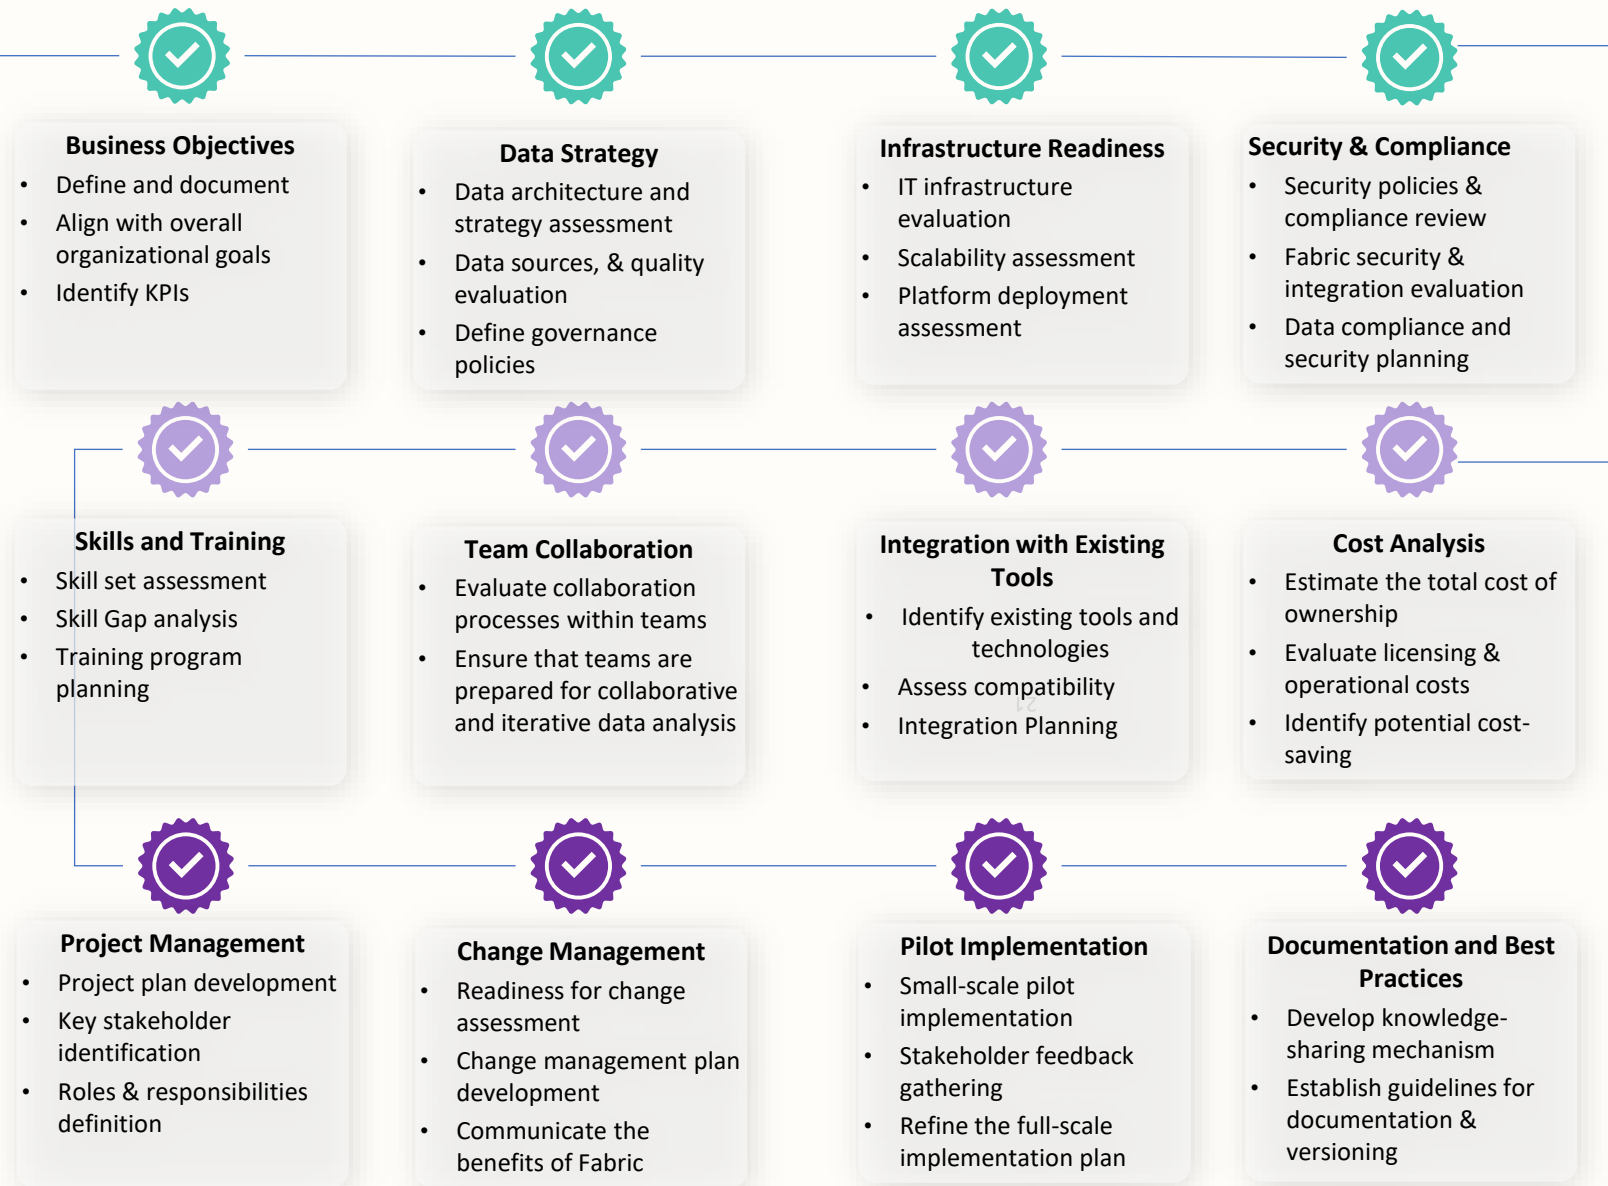 Business Objectives
• Define and document
• Align with overall
organizational goals
• Identify KPIs
Data Strategy
• Data architecture and
strategy assessment
• Data sources, & quality
evaluation
• Define governance
policies
Infrastructure Readiness
• IT infrastructure
evaluation
• Scalability assessment
• Platform deployment
assessment
Security & Compliance
• Security policies &
compliance review
• Fabric security &
integration evaluation
• Data compliance and
security planning
Skills and Training
• Skill set assessment
• Skill Gap analysis
• Training program
planning
Team Collaboration
• Evaluate collaboration
processes within teams
• Ensure that teams are
prepared for collaborative
and iterative data analysis
Integration with Existing
Tools
• Identify existing tools and
technologies
• Assess compatibility
• Integration Planning
21
Cost Analysis
• Estimate the total cost of
ownership
• Evaluate licensing &
operational costs
• Identify potential cost-
saving
Project Management
• Project plan development
• Key stakeholder
identification
• Roles & responsibilities
definition
Change Management
• Readiness for change
assessment
• Change management plan
development
• Communicate the
benefits of Fabric
Pilot Implementation
• Small-scale pilot
implementation
• Stakeholder feedback
gathering
• Refine the full-scale
implementation plan
Documentation and Best
Practices
• Develop knowledge-
sharing mechanism
• Establish guidelines for
documentation &
versioning